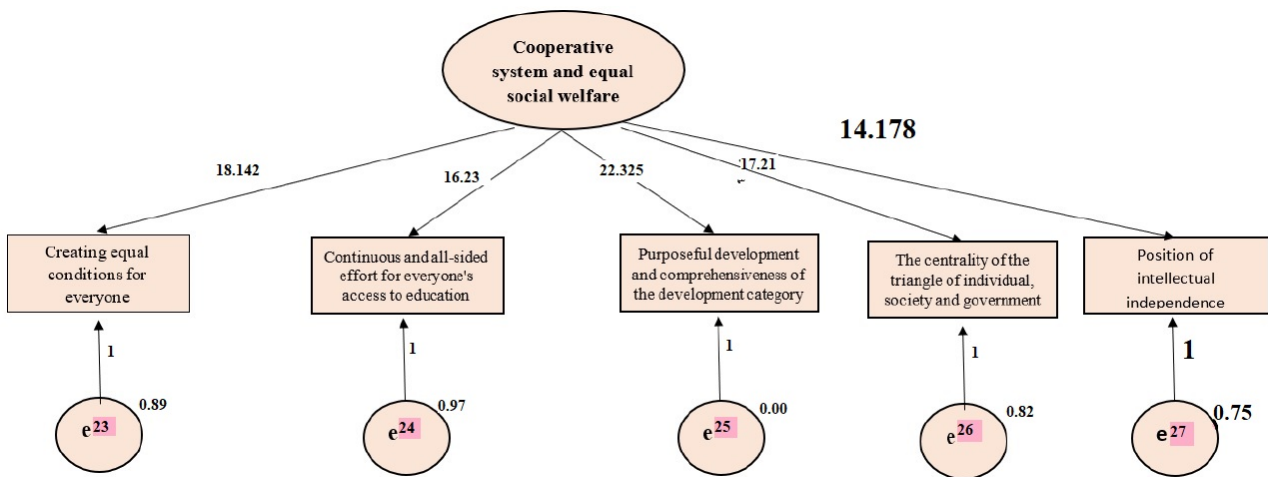 Cooperative
system and equal
social welfare
14.178
18.142
16.23
22.325
17.21
Creating equal
conditions for
everyone
Continuous and all-sided
effort for everyone's
access to education
Purposeful development
and comprehensiveness of
the development category
The centrality of the
triangle of individual,
society and government
Position of
intellectual
independence
1
1
1
1
1
e23
0.89
e24
0.97
e25
0.00
e26
0.82
e27
0.75